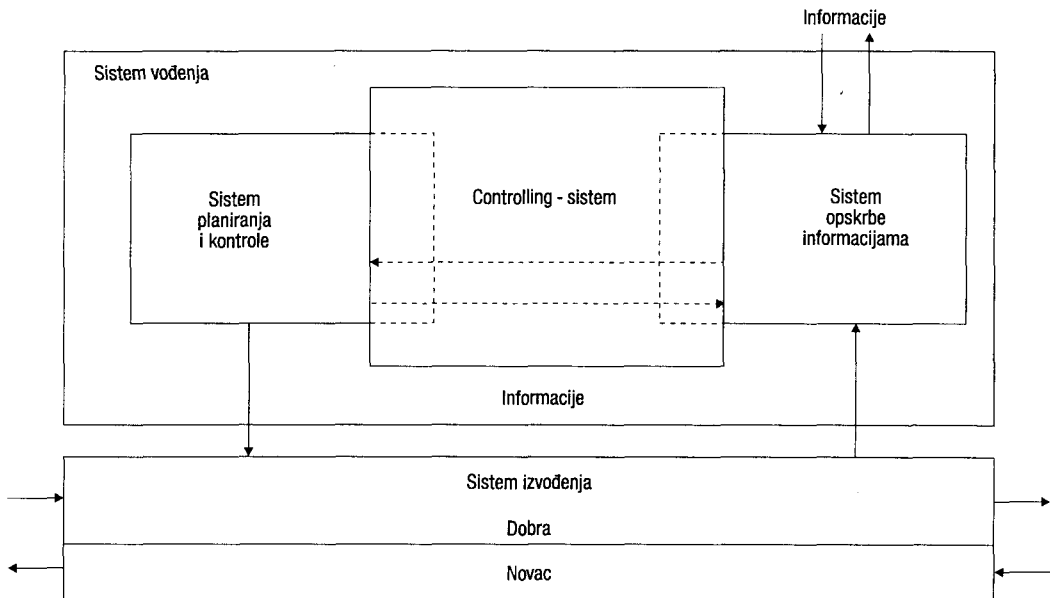 Informacije
Sistem vođenja
Sistem
planiranja
i kontrole
Controlling - sistem
Sistem
opskrbe
informacijama
Informacije
Sistem izvođenja
Dobra
Novac